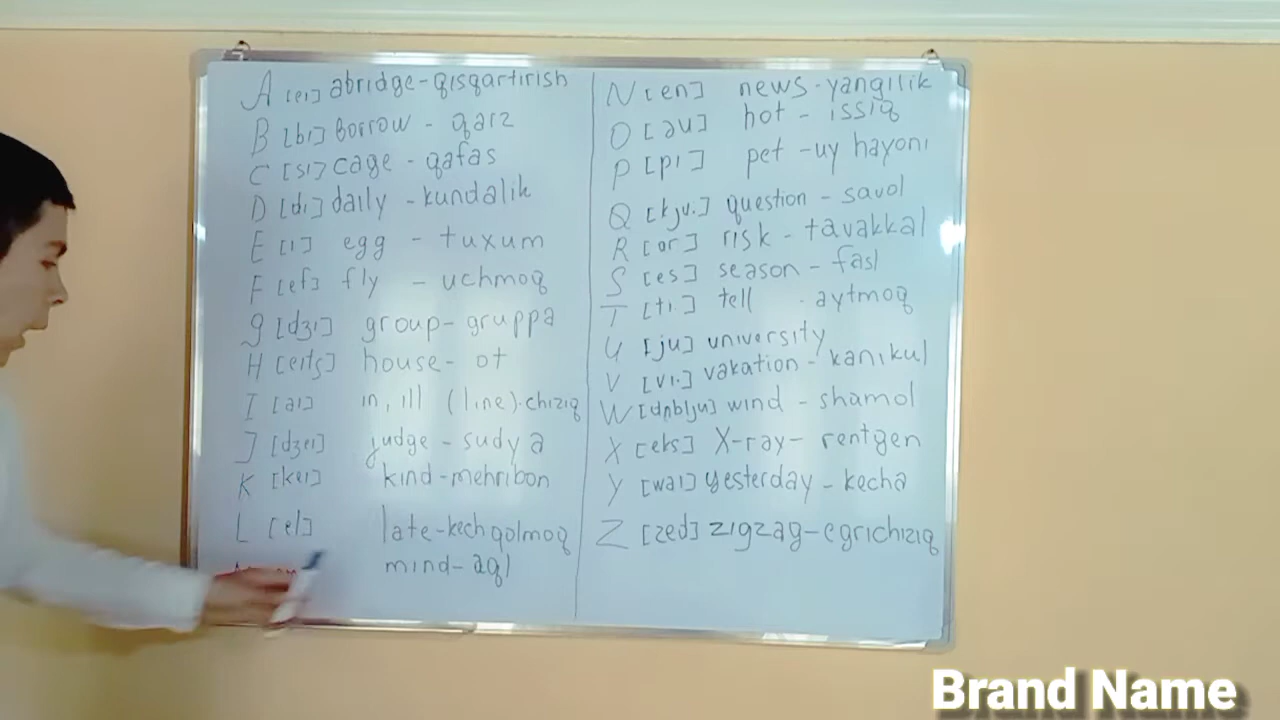 A [ei] abridge-qisqartirish
B [bi] borrow - qarz
C [si] cage - qafas
D [di] daily - kundalik
E [i] egg - tuxum
F [ef] fly - uchmoq
g [dʒi] group-gruppa
H [eitʃ] house- ot
I [ai] in, ill (line).chiziq
J [dʒei] judge - sudya
K [kei] kind-mehribon
L [el] late-kech qolmoq
mind-aql
N [en] news-yangilik
O [əu] hot - issiq
P [pi] pet -uy hayoni
Q [kju:] question - savol
R [or] risk - tavakkal
S [es] season - fasl
T [ti:] tell - aytmoq
U [ju] university
V [vi:] vakation - kanikul
W [dʌblju] wind - shamol
X [eks] X-ray- rentgen
Y [wai] yesterday - kecha
Z [zed] zigzag-egrichiziq
Brand Name